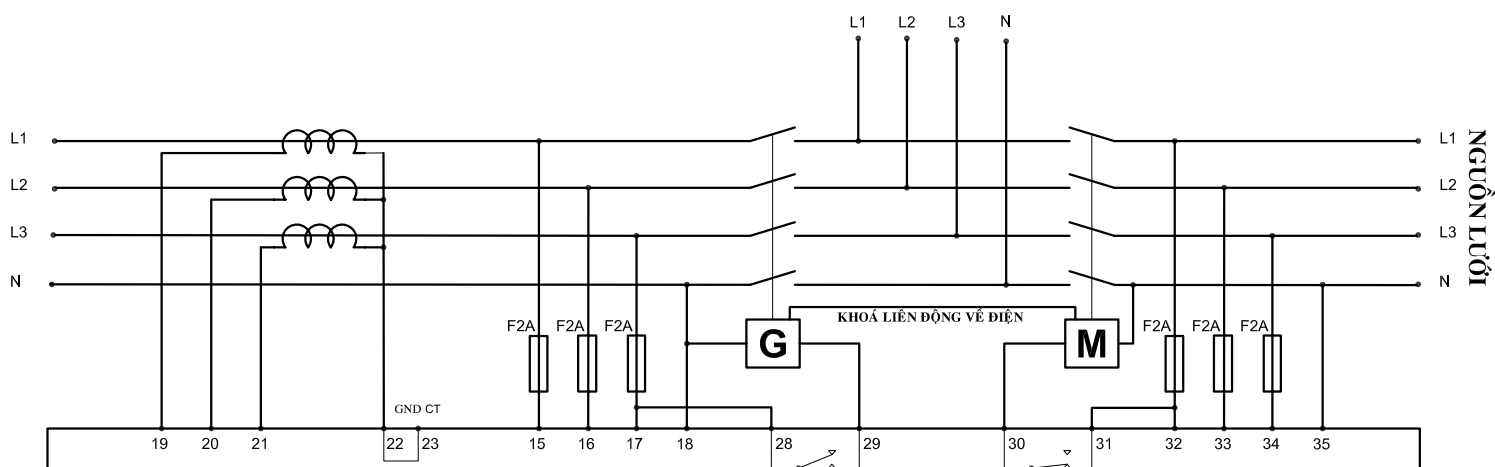 L1 L2 L3 N
L1 L1
L2 L2
L3 L3
N N
NGUỒN LƯỚI
KHOÁ LIÊN ĐỘNG VỀ ĐIỆN
F2A F2A F2A G M F2A F2A F2A
GND CT
19 20 21 22 23 15 16 17 18 28 29 30 31 32 33 34 35